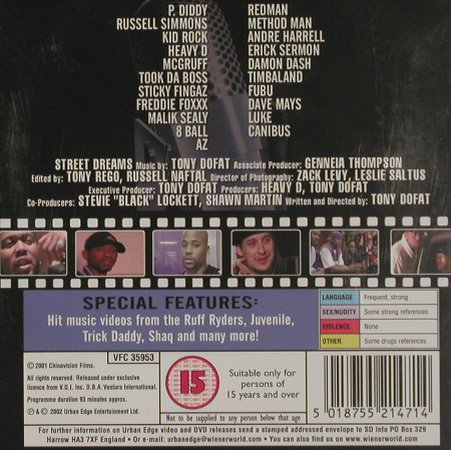 P. DIDDY
RUSSELL SIMMONS
KID ROCK
HEAVY D
MCGRUFF
TOOK DA BOSS
STICKY FINGAZ
FREDDIE FOXXX
MALIK SEALY
8 BALL
AZ
REDMAN
METHOD MAN
ANDRE HARRELL
ERICK SERMON
DAMON DASH
TIMBALAND
FUBU
DAVE MAYS
LUKE
CANIBUS
STREET DREAMS Music by: TONY DOFAT Associate Producer: GENNEIA THOMPSON
Edited by: TONY REGO, RUSSELL NAFTAL Director of Photography: ZACK LEVY, LESLIE SALTUS
Executive Producer: TONY DOFAT Producers: HEAVY D, TONY DOFAT
Co-Producers: STEVIE "BLACK" LOCKETT, SHAWN MARTIN Written and Directed by: TONY DOFAT
SPECIAL FEATURES:
Hit music videos from the Ruff Ryders, Juvenile,
Trick Daddy, Shaq and many more!
LANGUAGE Frequent, strong
SEX/NUDITY Some strong references
VIOLENCE None
OTHER Some drugs references
VFC 35953
© 2001 Chinavision Films.
All rights reserved. Released under exclusive
license from V.D.I. Inc. D.B.A Ventura International.
Programme duration 93 minutes approx.
℗ & © 2002 Urban Edge Entertainment Ltd.
15
Suitable only for
persons of
15 years and over
Not to be supplied to any person below that age
5 018755 214714
For further information on Urban Edge video and DVD releases send a stamped addressed envelope to SD Info PO Box 329
Harrow HA3 7XF England • Or e-mail: urbanedge@wienerworld.com • You can also find us on www.wienerworld.com